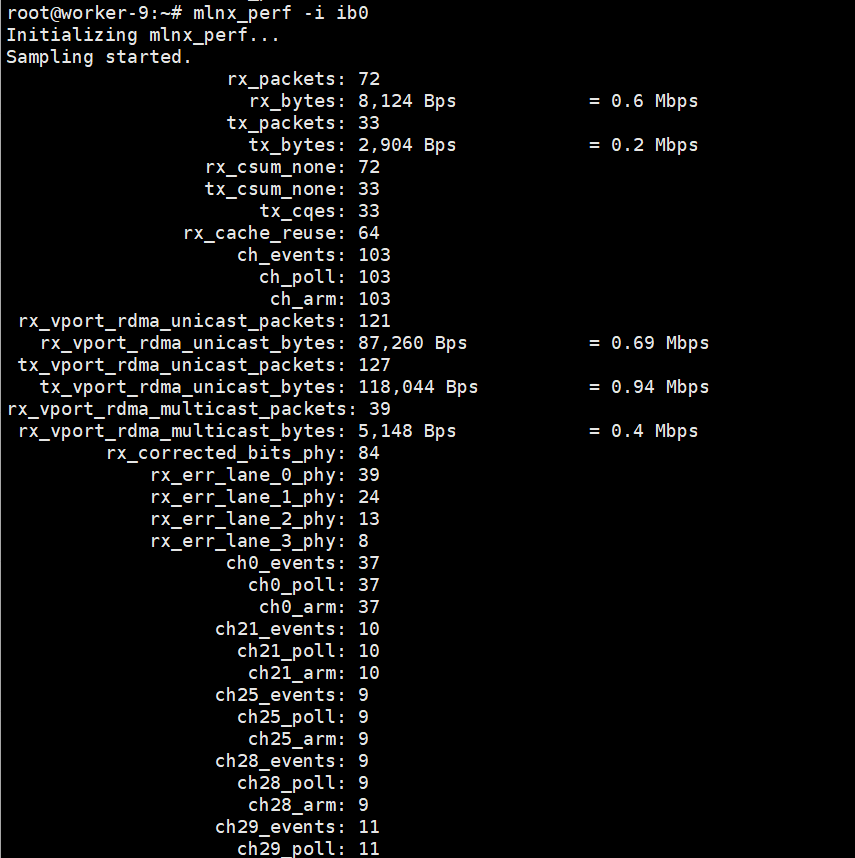 root@worker-9:~# mlnx_perf -i ib0
Initializing mlnx_perf...
Sampling started.
rx_packets: 72
rx_bytes: 8,124 Bps = 0.6 Mbps
tx_packets: 33
tx_bytes: 2,904 Bps = 0.2 Mbps
rx_csum_none: 72
tx_csum_none: 33
tx_cqes: 33
rx_cache_reuse: 64
ch_events: 103
ch_poll: 103
ch_arm: 103
rx_vport_rdma_unicast_packets: 121
rx_vport_rdma_unicast_bytes: 87,260 Bps = 0.69 Mbps
tx_vport_rdma_unicast_packets: 127
tx_vport_rdma_unicast_bytes: 118,044 Bps = 0.94 Mbps
rx_vport_rdma_multicast_packets: 39
rx_vport_rdma_multicast_bytes: 5,148 Bps = 0.4 Mbps
rx_corrected_bits_phy: 84
rx_err_lane_0_phy: 39
rx_err_lane_1_phy: 24
rx_err_lane_2_phy: 13
rx_err_lane_3_phy: 8
ch0_events: 37
ch0_poll: 37
ch0_arm: 37
ch21_events: 10
ch21_poll: 10
ch21_arm: 10
ch25_events: 9
ch25_poll: 9
ch25_arm: 9
ch28_events: 9
ch28_poll: 9
ch28_arm: 9
ch29_events: 11
ch29_poll: 11